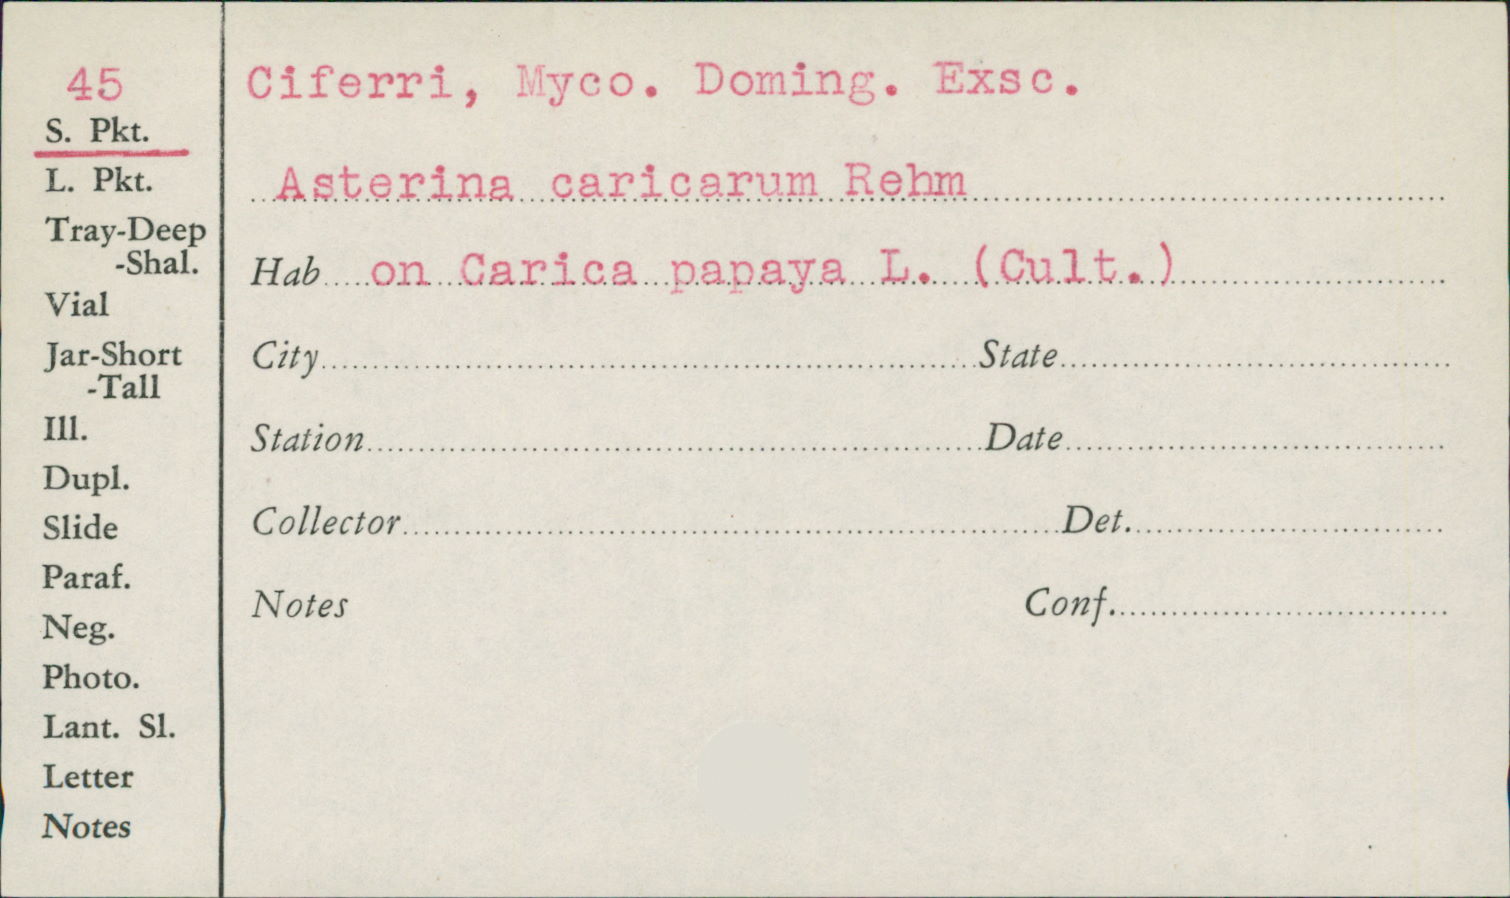 45
S. Pkt.
L. Pkt.
Tray-Deep
-Shal.
Vial
Jar-Short
-Tall
Ill.
Dupl.
Slide
Paraf.
Neg.
Photo.
Lant. Sl.
Letter
Notes
Ciferri, Myco. Doming. Exsc.
Asterina caricarum Rehm
Hab on Carica papaya L. (Cult.)
City State
Station Date
Collector Det.
Notes Conf.